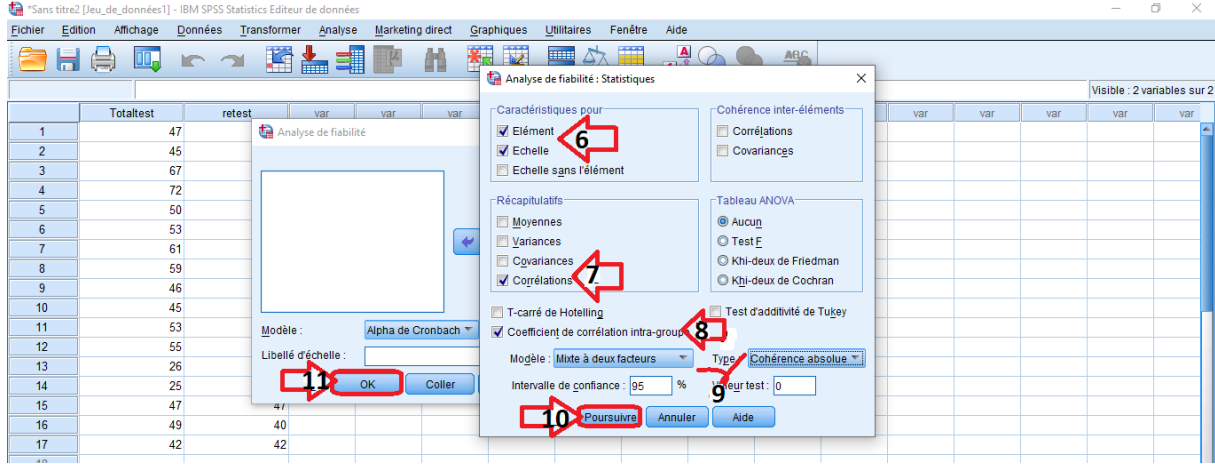 *Sans titre2 [Jeu_de_données1] - IBM SPSS Statistics Editeur de données
Fichier Edition Affichage Données Transformer Analyse Marketing direct Graphiques Utilitaires Fenêtre Aide
Visible : 2 variables sur 2
Totaltest retest var var var var var var var var
1 47
2 45
3 67
4 72
5 50
6 53
7 61
8 59
9 46
10 45
11 53
12 55
13 26
14 25
15 47 47
16 49 40
17 42 42
18
Analyse de fiabilité
Modèle : Alpha de Cronbach
Libellé d'échelle :
11 OK Coller
Analyse de fiabilité : Statistiques
Caractéristiques pour
Elément
6
Echelle
Echelle sans l'élément
Cohérence inter-éléments
Corrélations
Covariances
Récapitulatifs
Moyennes
Variances
Covariances
Corrélations
7
Tableau ANOVA
Aucun
Test F
Khi-deux de Friedman
Khi-deux de Cochran
T-carré de Hotelling
Test d'additivité de Tukey
Coefficient de corrélation intra-groupe
8
Modèle : Mixte à deux facteurs
Type : Cohérence absolue
9
Intervalle de confiance : 95 %
Valeur test : 0
10 Poursuivre Annuler Aide